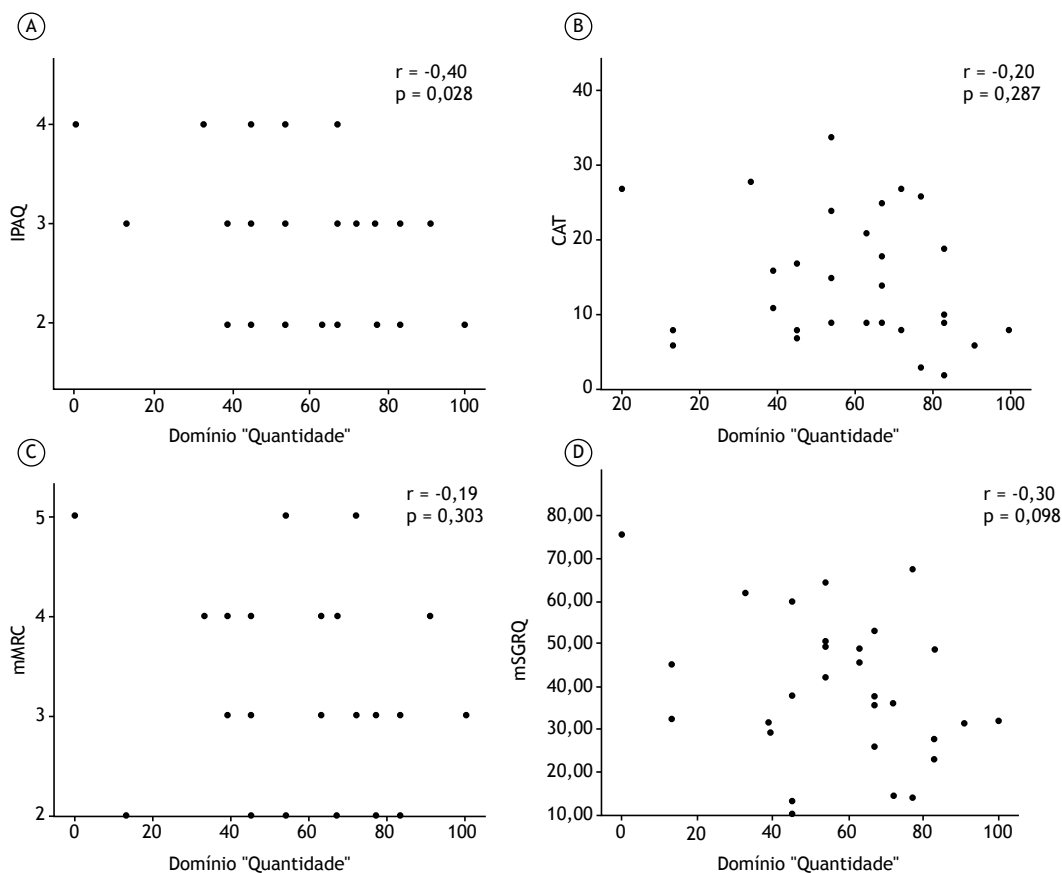 A
r = -0,40
p = 0,028
IPAQ
4
3
2
0 20 40 60 80 100
Domínio "Quantidade"
B
r = -0,20
p = 0,287
CAT
40
30
20
10
0
20 20 40 60 80 100
Domínio "Quantidade"
C
r = -0,19
p = 0,303
mMRC
5
4
3
2
0 20 40 60 80 100
Domínio "Quantidade"
D
r = -0,30
p = 0,098
mSGRQ
80,00
70,00
60,00
50,00
40,00
30,00
20,00
10,00
0 20 40 60 80 100
Domínio "Quantidade"